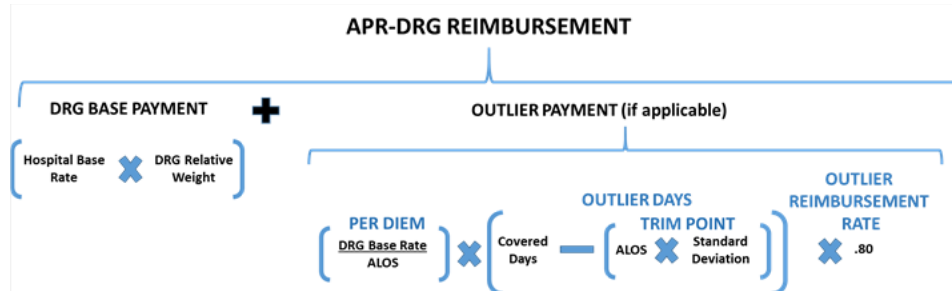 APR-DRG REIMBURSEMENT
DRG BASE PAYMENT
OUTLIER PAYMENT (if applicable)
Hospital Base
Rate
DRG Relative
Weight
OUTLIER
REIMBURSEMENT
RATE
OUTLIER DAYS
PER DIEM
TRIM POINT
DRG Base Rate
ALOS
Covered
Days
ALOS
Standard
Deviation
.80